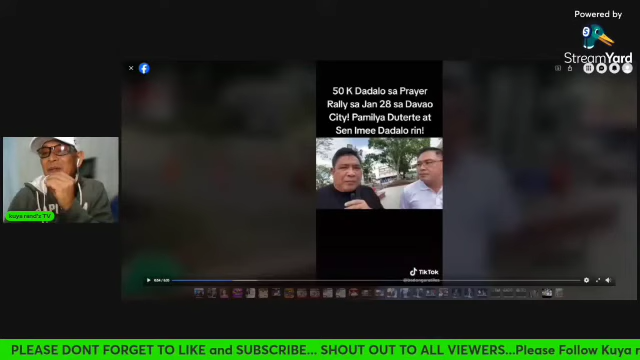 Powered by
StreamYard
50 K Dadalo sa Prayer
Rally sa Jan 28 sa Davao
City! Pamilya Duterte at
Sen Imee Dadalo rin!
kuya rend'z TV
TikTok
PLEASE DONT FORGET TO LIKE and SUBSCRIBE... SHOUT OUT TO ALL VIEWERS...Please Follow Kuya r